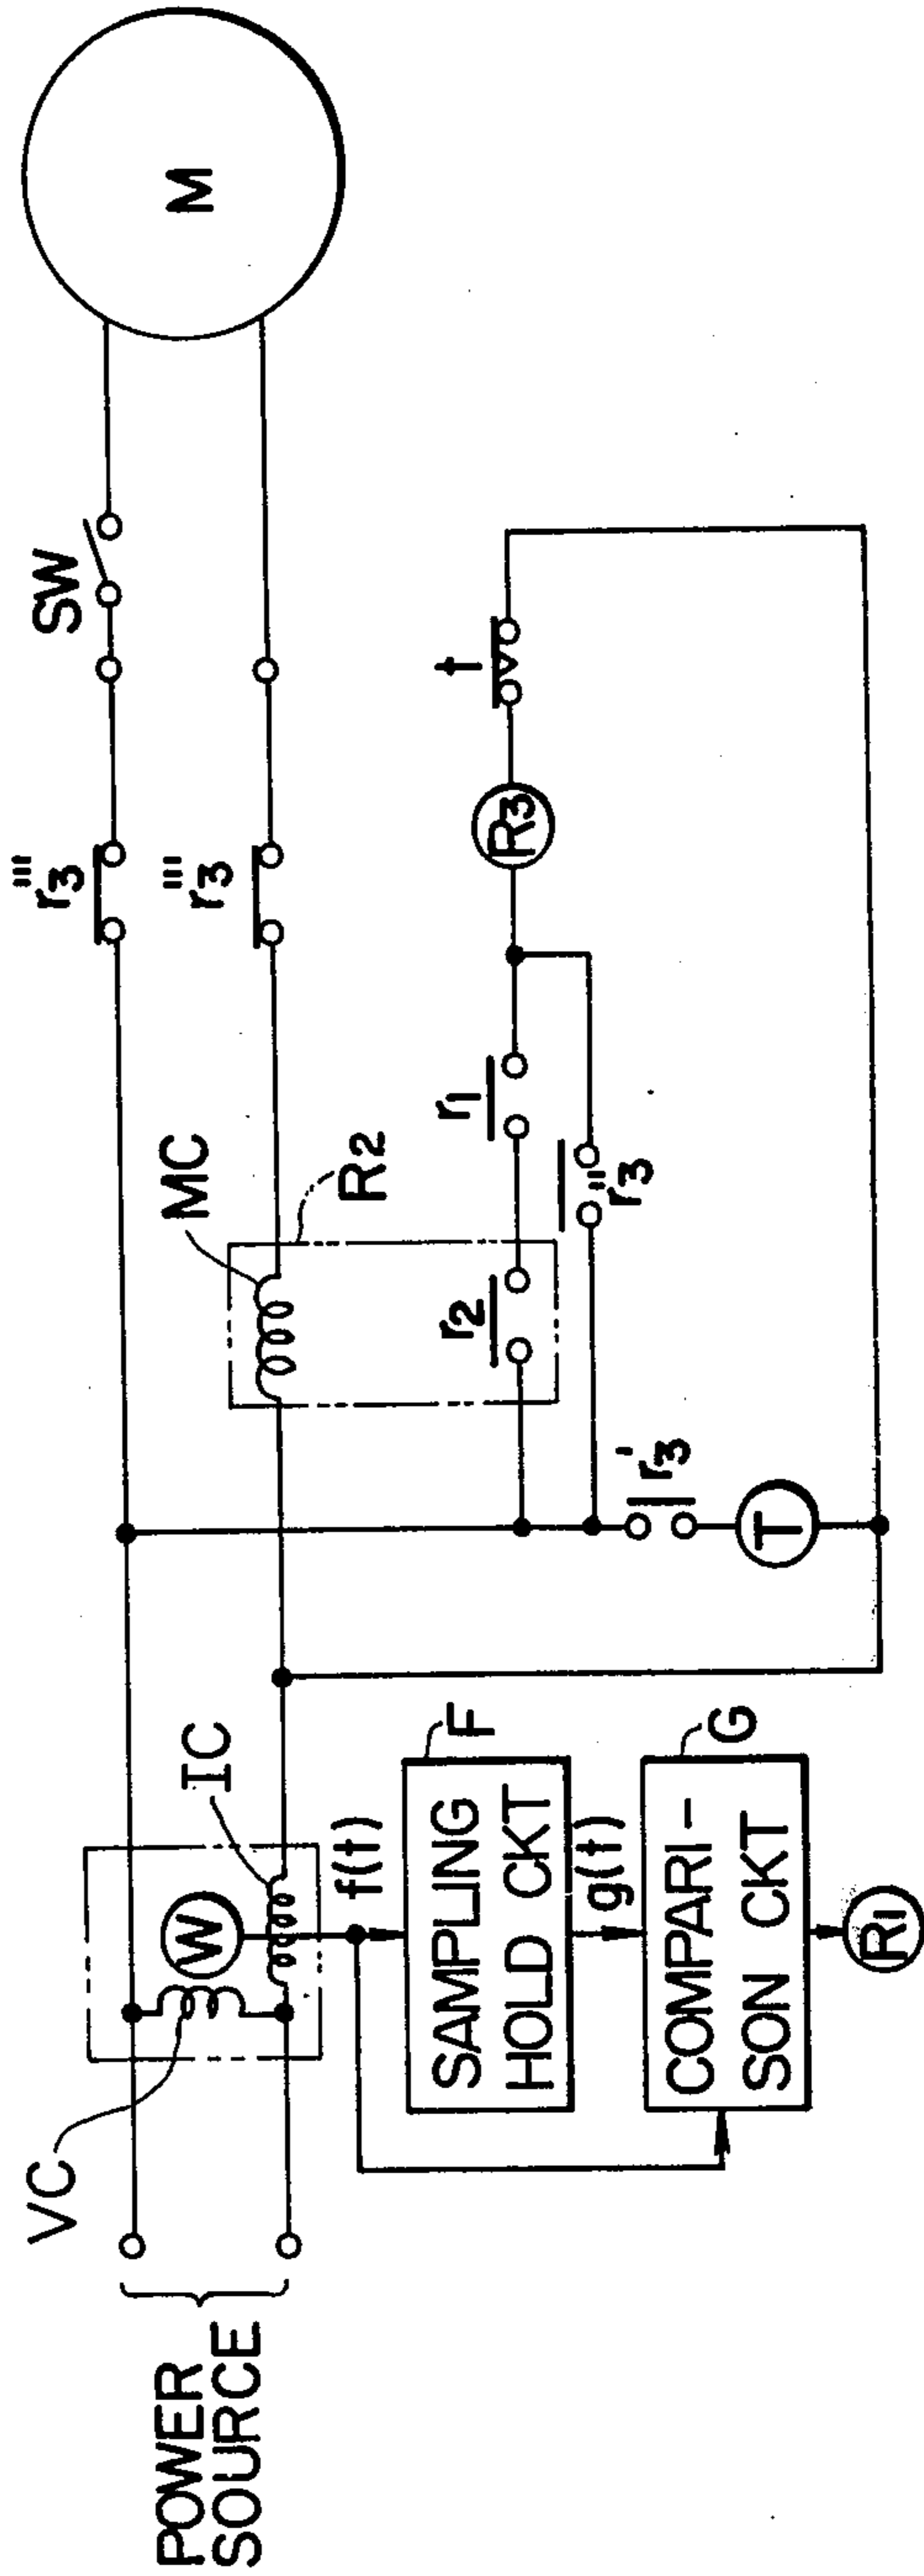 POWER
SOURCE
VC
W
IC
f(t)
F
SAMPLING
HOLD CKT
g(t)
G
COMPARI-
SON CKT
R1
MC
R2
r2
r1
r3''
r3'
T
R3
t
r3'''
r3'''
SW
M